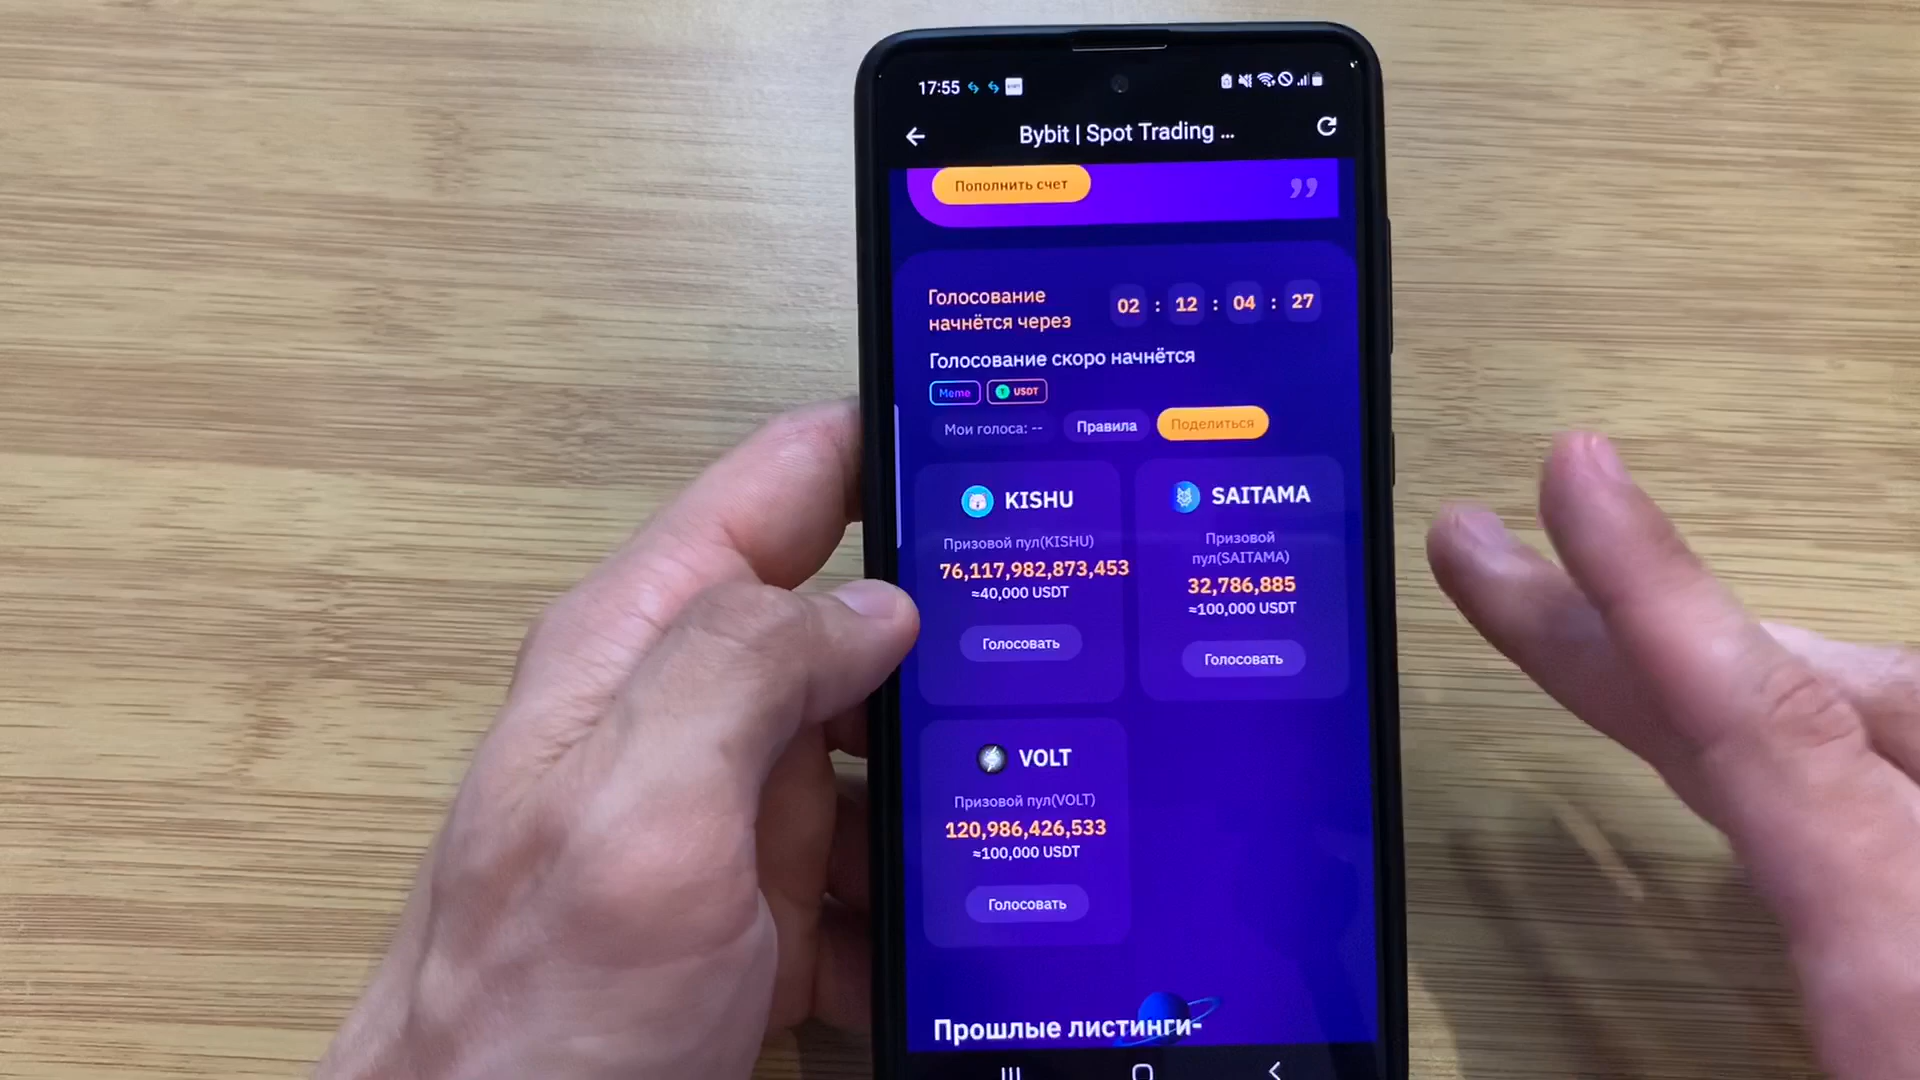 17:55
Bybit | Spot Trading ...
Пополнить счет
Голосование
начнётся через
02 : 12 : 04 : 27
Голосование скоро начнётся
Meme
USDT
Мои голоса: --
Правила
Поделиться
KISHU
Призовой пул(KISHU)
76,117,982,873,453
≈40,000 USDT
Голосовать
SAITAMA
Призовой
пул(SAITAMA)
32,786,885
≈100,000 USDT
Голосовать
VOLT
Призовой пул(VOLT)
120,986,426,533
≈100,000 USDT
Голосовать
Прошлые листинги-